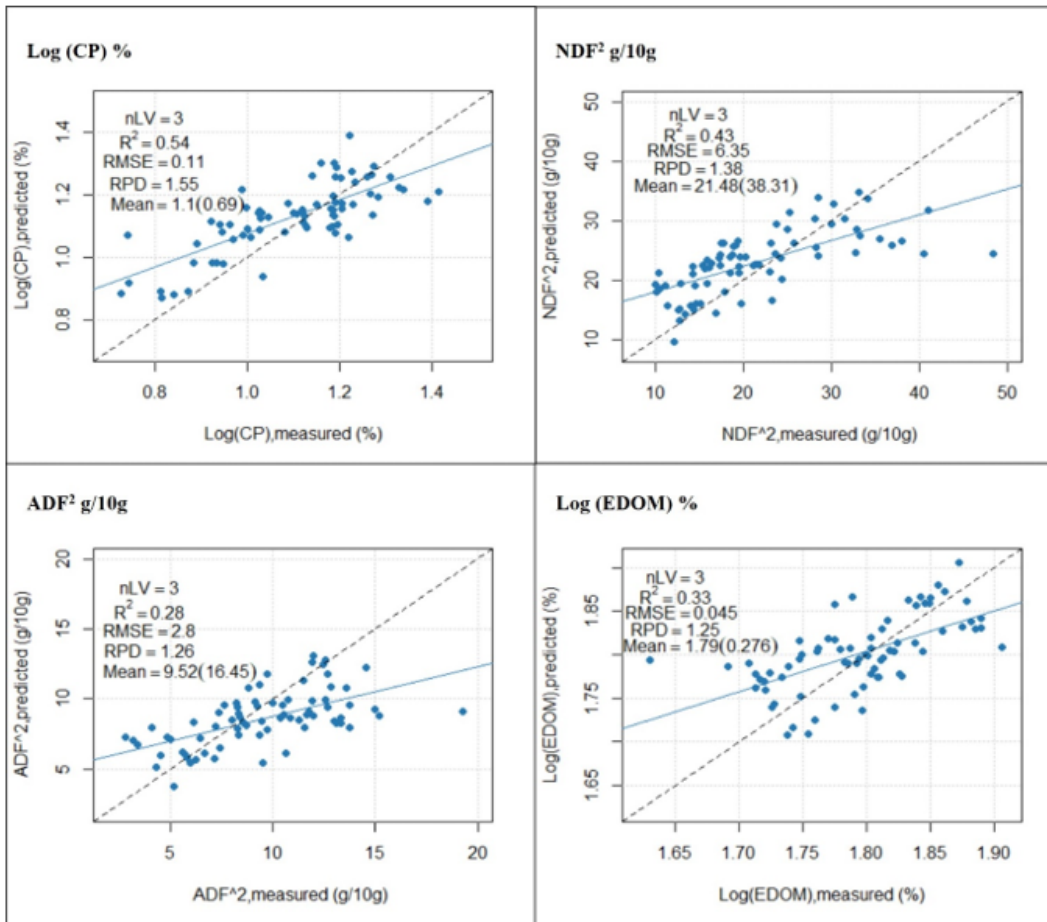 Log (CP) %
nLV = 3
R² = 0.54
RMSE = 0.11
RPD = 1.55
Mean = 1.1(0.69)
Log(CP),predicted (%)
0.8 1.0 1.2 1.4
0.8 1.0 1.2 1.4
Log(CP),measured (%)
NDF² g/10g
nLV = 3
R² = 0.43
RMSE = 6.35
RPD = 1.38
Mean = 21.48(38.31)
NDF^2,predicted (g/10g)
10 20 30 40 50
10 20 30 40 50
NDF^2,measured (g/10g)
ADF² g/10g
nLV = 3
R² = 0.28
RMSE = 2.8
RPD = 1.26
Mean = 9.52(16.45)
ADF^2,predicted (g/10g)
5 10 15 20
5 10 15 20
ADF^2,measured (g/10g)
Log (EDOM) %
nLV = 3
R² = 0.33
RMSE = 0.045
RPD = 1.25
Mean = 1.79(0.276)
Log(EDOM),predicted (%)
1.65 1.75 1.85
1.65 1.70 1.75 1.80 1.85 1.90
Log(EDOM),measured (%)